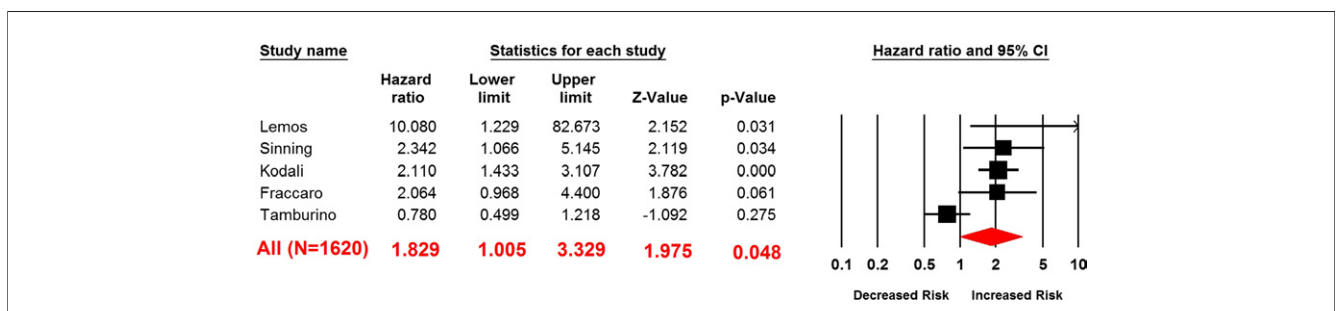 Study name Statistics for each study Hazard ratio and 95% CI
Hazard ratio Lower limit Upper limit Z-Value p-Value
Lemos 10.080 1.229 82.673 2.152 0.031
Sinning 2.342 1.066 5.145 2.119 0.034
Kodali 2.110 1.433 3.107 3.782 0.000
Fraccaro 2.064 0.968 4.400 1.876 0.061
Tamburino 0.780 0.499 1.218 -1.092 0.275
All (N=1620) 1.829 1.005 3.329 1.975 0.048
0.1 0.2 0.5 1 2 5 10
Decreased Risk Increased Risk